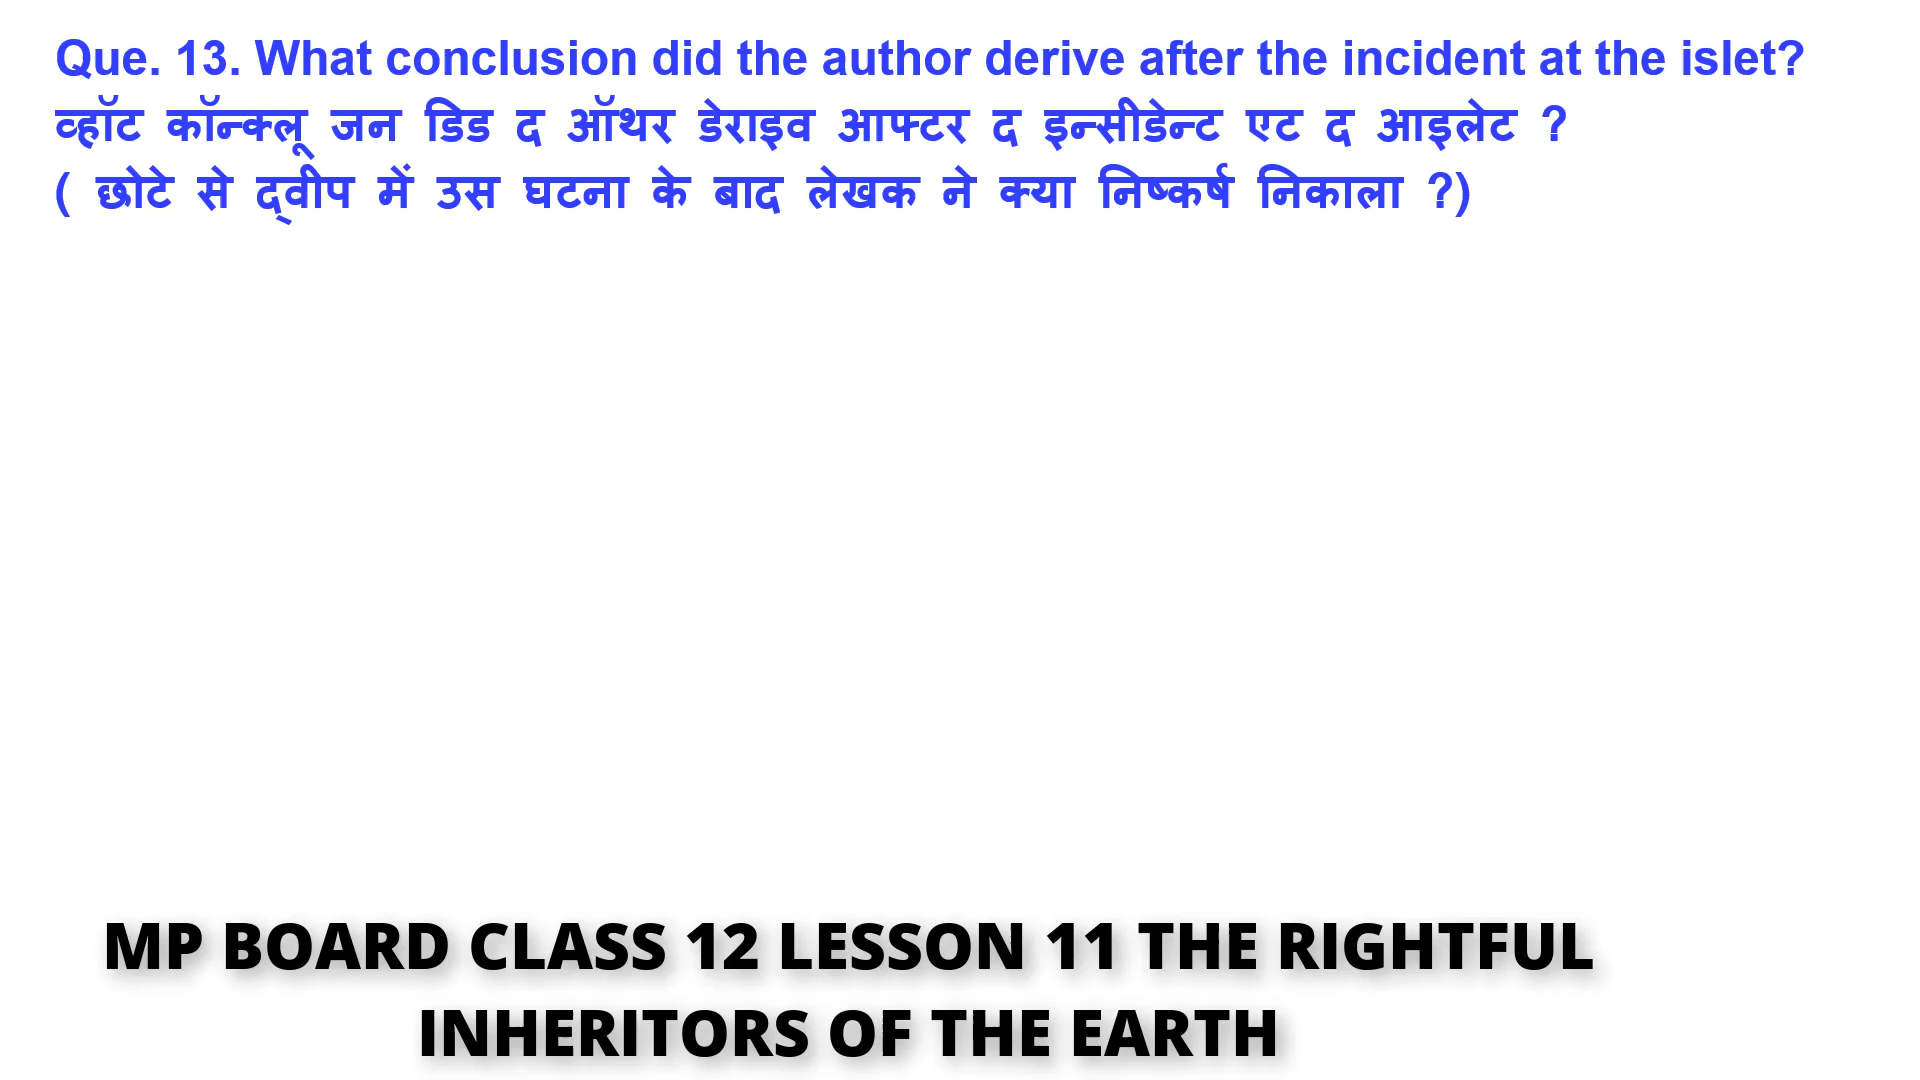 Que. 13. What conclusion did the author derive after the incident at the islet?
व्हॉट कॉन्क्लू जन डिड द ऑथर डेराइव आफ्टर द इन्सीडेन्ट एट द आइलेट ?
( छोटे से द्वीप में उस घटना के बाद लेखक ने क्या निष्कर्ष निकाला ?)
MP BOARD CLASS 12 LESSON 11 THE RIGHTFUL
INHERITORS OF THE EARTH